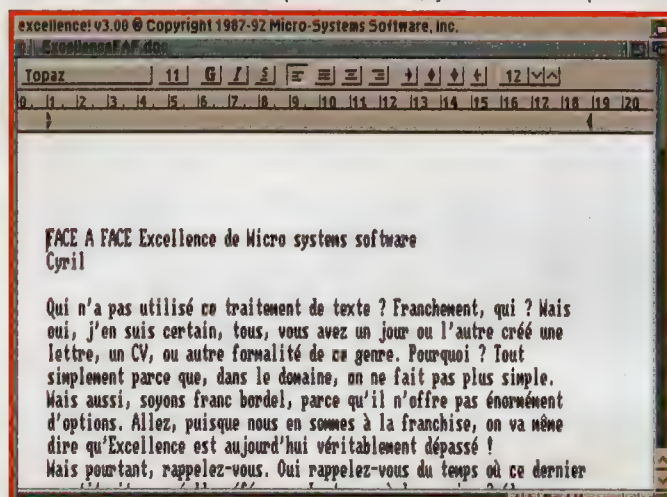 excellence! v3.00 © Copyright 1987-92 Micro-Systems Software, Inc.
ExcellenceFAF.doc
Topaz 11 G I S 12
0 1 2 3 4 5 6 7 8 9 10 11 12 13 14 15 16 17 18 19 20
FACE A FACE Excellence de Micro systems software
Cyril
Qui n'a pas utilisé ce traitement de texte ? Franchement, qui ? Mais
oui, j'en suis certain, tous, vous avez un jour ou l'autre créé une
lettre, un CV, ou autre formalité de ce genre. Pourquoi ? Tout
simplement parce que, dans le domaine, on ne fait pas plus simple.
Mais aussi, soyons franc bordel, parce qu'il n'offre pas énormément
d'options. Allez, puisque nous en sommes à la franchise, on va même
dire qu'Excellence est aujourd'hui véritablement dépassé !
Mais pourtant, rappelez-vous. Oui rappelez-vous du temps où ce dernier